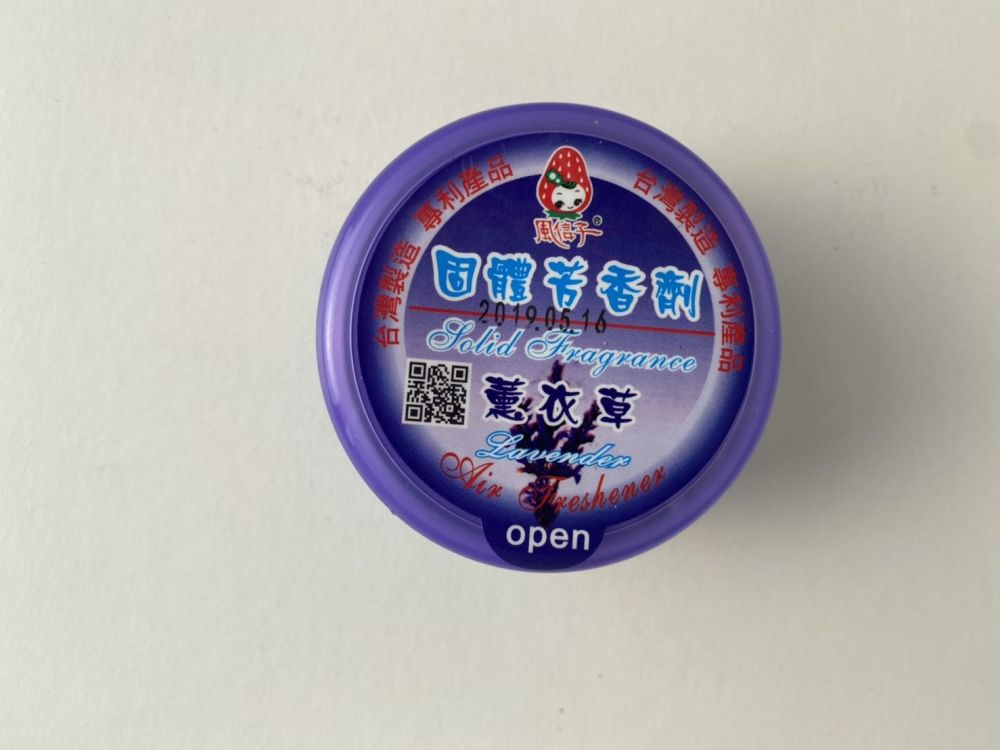 台灣製造 專利產品
台灣製造 專利產品
風信子®
固體芳香劑
2019.05.16
Solid Fragrance
薰衣草
Lavender
Air Freshener
open